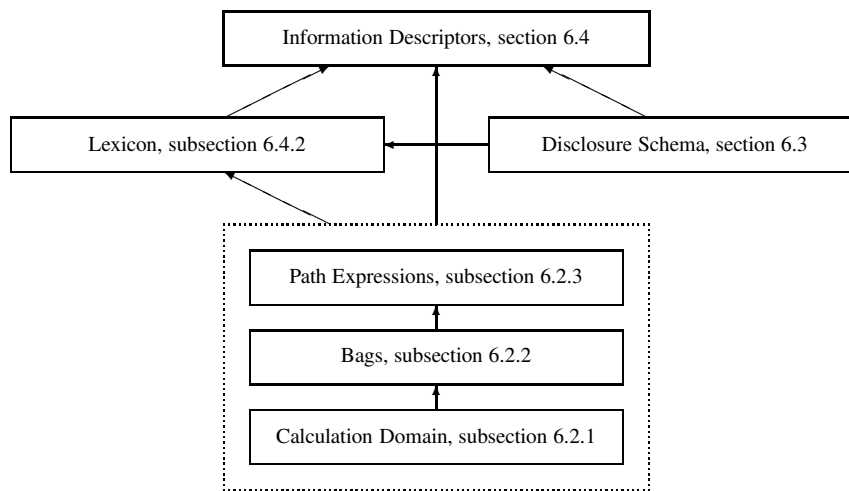 Information Descriptors, section 6.4
Lexicon, subsection 6.4.2
Disclosure Schema, section 6.3
Path Expressions, subsection 6.2.3
Bags, subsection 6.2.2
Calculation Domain, subsection 6.2.1